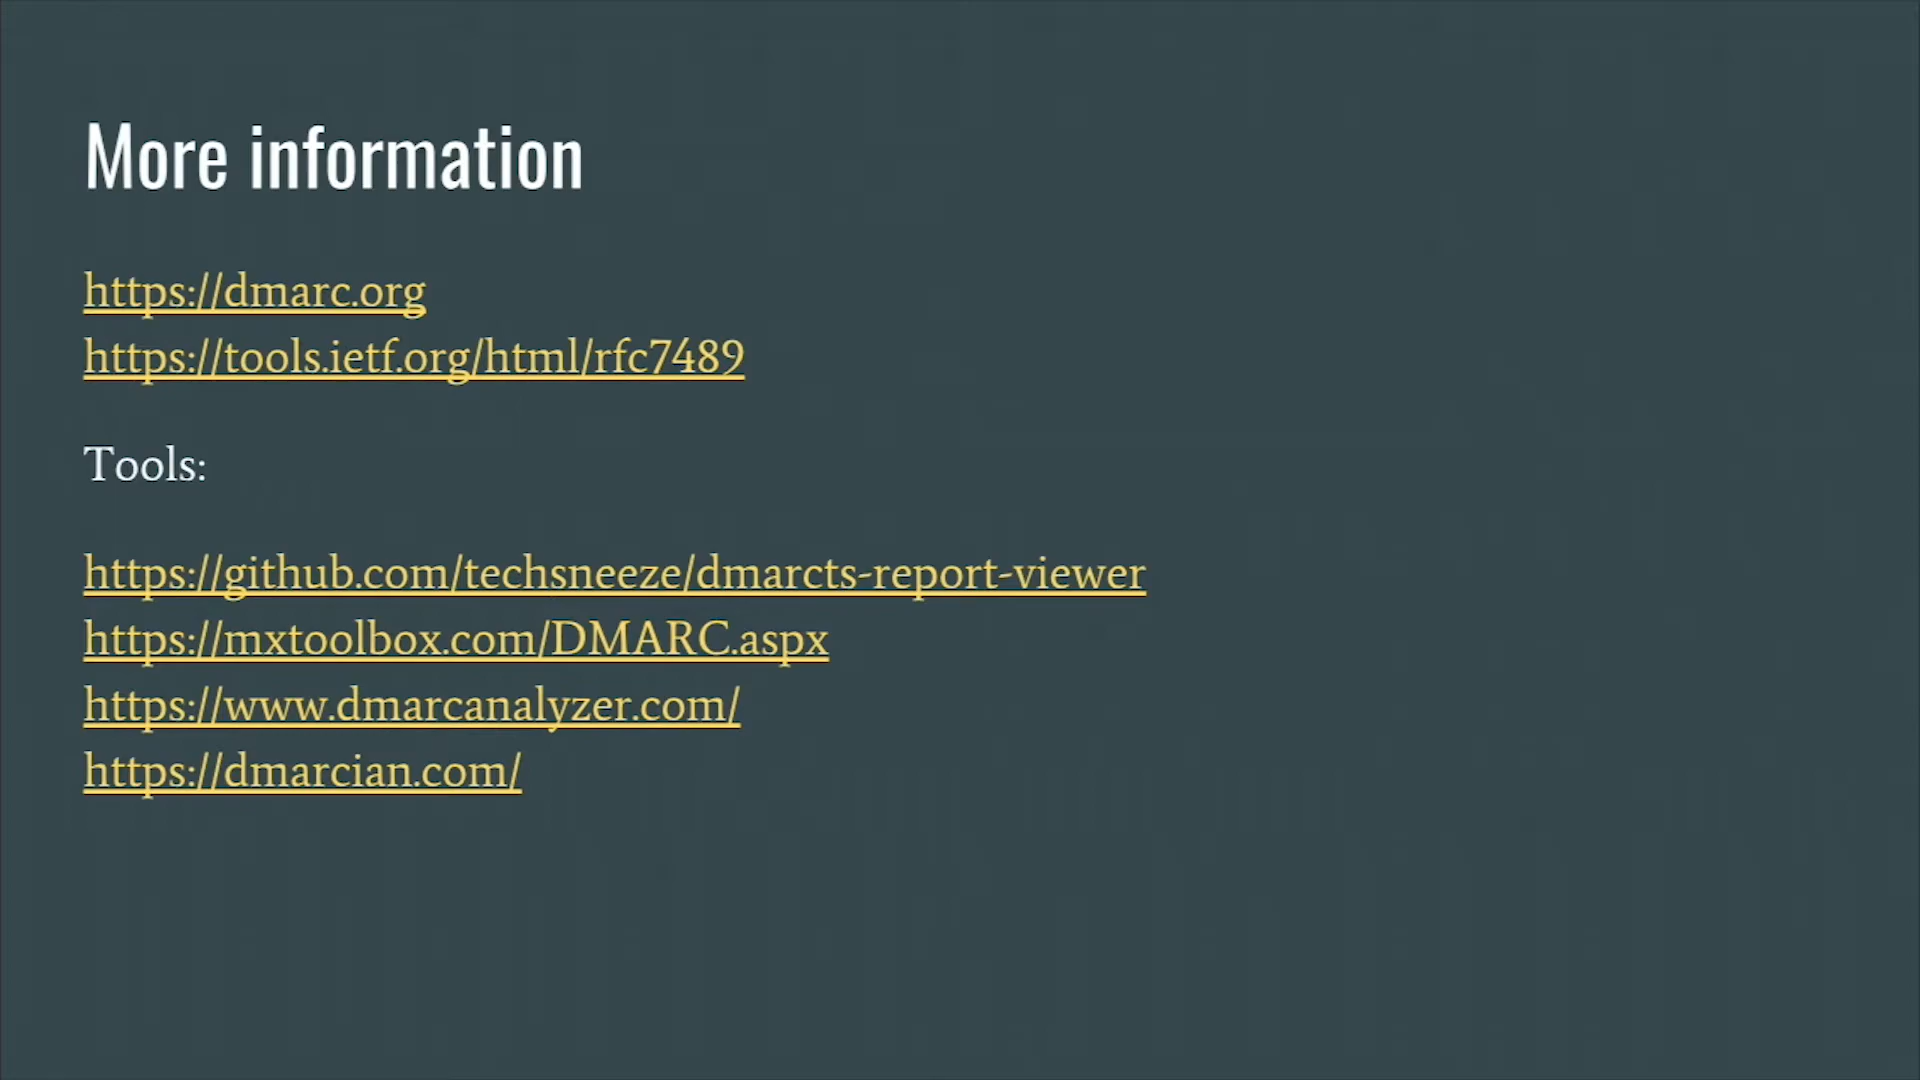 More information
https://dmarc.org
https://tools.ietf.org/html/rfc7489
Tools:
https://github.com/techsneeze/dmarcts-report-viewer
https://mxtoolbox.com/DMARC.aspx
https://www.dmarcanalyzer.com/
https://dmarcian.com/